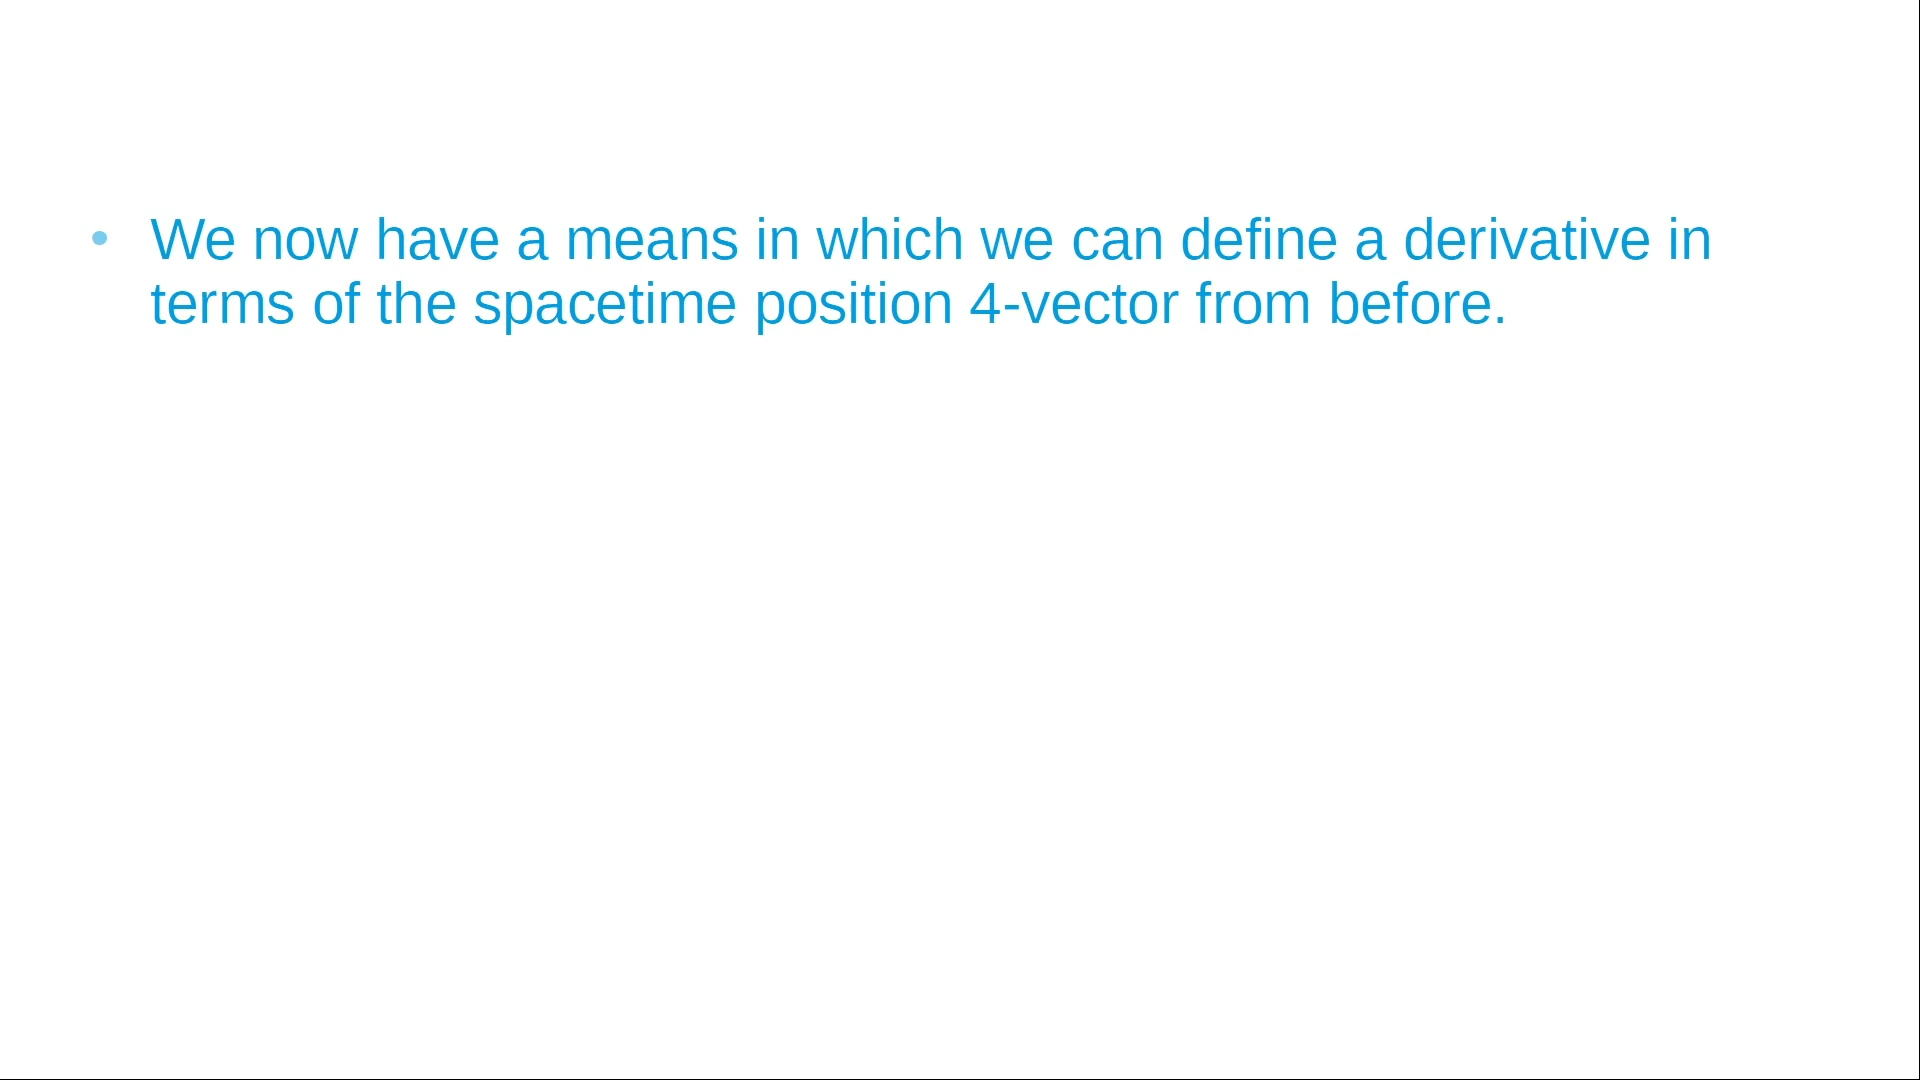 • We now have a means in which we can define a derivative in
terms of the spacetime position 4-vector from before.